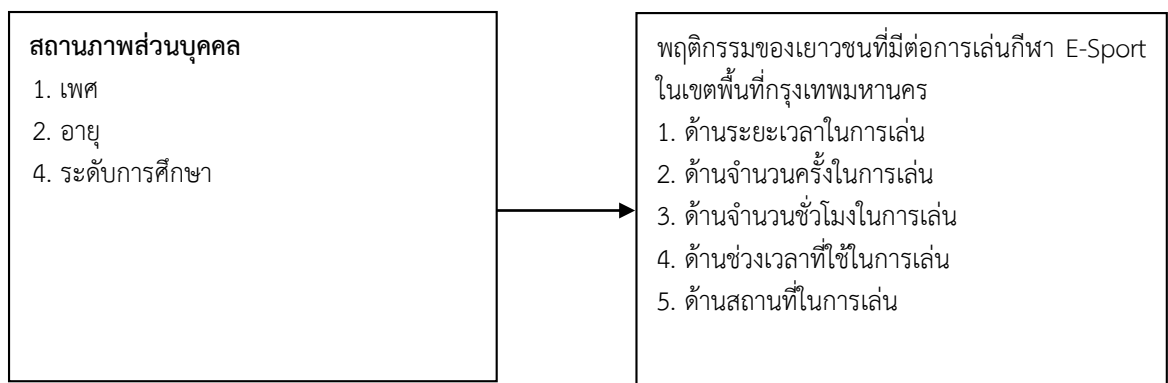 สถานภาพส่วนบุคคล
1. เพศ
2. อายุ
4. ระดับการศึกษา
พฤติกรรมของเยาวชนที่มีต่อการเล่นกีฬา E-Sport
ในเขตพื้นที่กรุงเทพมหานคร
1. ด้านระยะเวลาในการเล่น
2. ด้านจำนวนครั้งในการเล่น
3. ด้านจำนวนชั่วโมงในการเล่น
4. ด้านช่วงเวลาที่ใช้ในการเล่น
5. ด้านสถานที่ในการเล่น